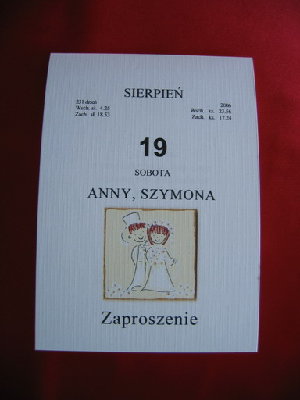 SIERPIEŃ
2006
19
SOBOTA
ANNY, SZYMONA
Zaproszenie